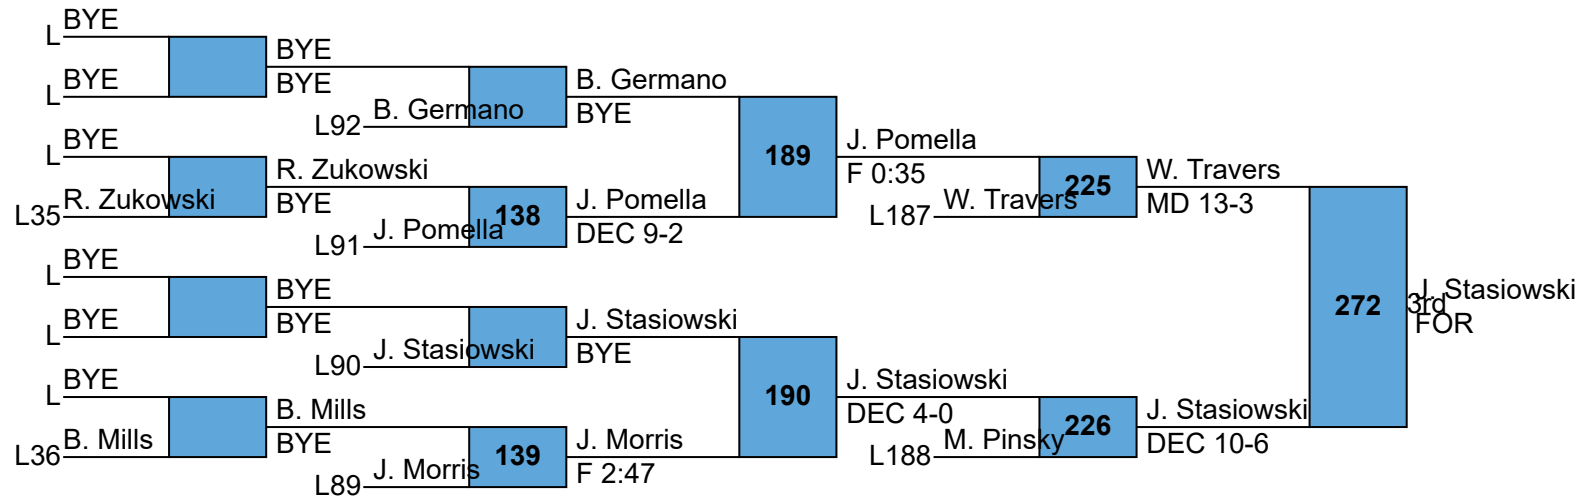 BYE
L
BYE
BYE
L
BYE
B. Germano
L92
B. Germano
BYE
BYE
L
R. Zukowski
R. Zukowski
L35
BYE
J. Pomella
L91
138
J. Pomella
DEC 9-2
189
J. Pomella
F 0:35
W. Travers
L187
225
W. Travers
MD 13-3
BYE
L
BYE
BYE
L
BYE
J. Stasiowski
L90
J. Stasiowski
BYE
BYE
L
B. Mills
B. Mills
L36
BYE
J. Morris
L89
139
J. Morris
F 2:47
190
J. Stasiowski
DEC 4-0
M. Pinsky
L188
226
J. Stasiowski
DEC 10-6
272
J. Stasiowski
3rd
FOR